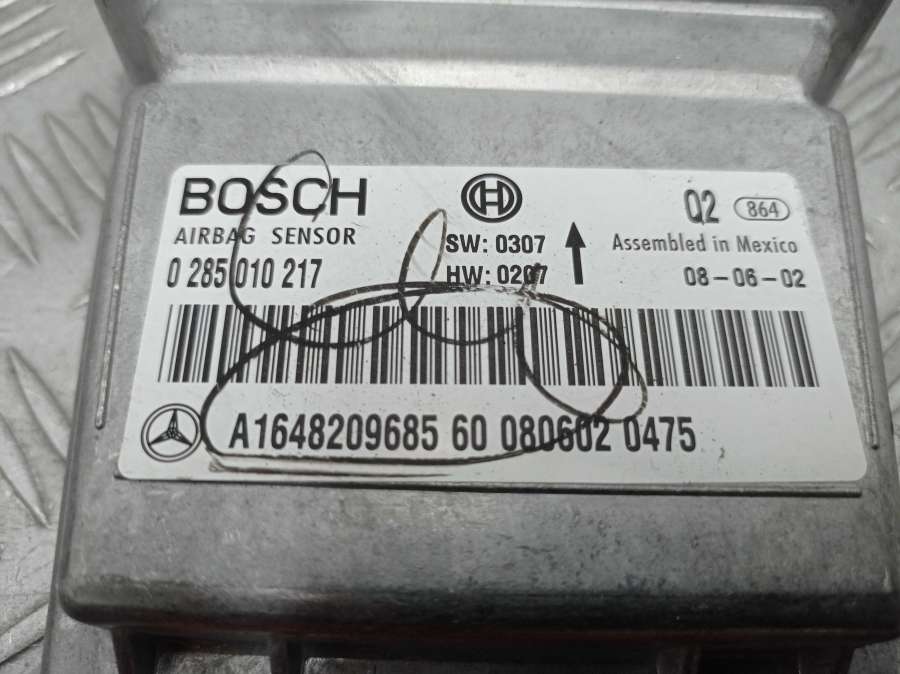 BOSCH
AIRBAG SENSOR
0 285 010 217
SW: 0307
HW: 0207
Q2 864
Assembled in Mexico
08-06-02
A1648209685 60 080602 0475